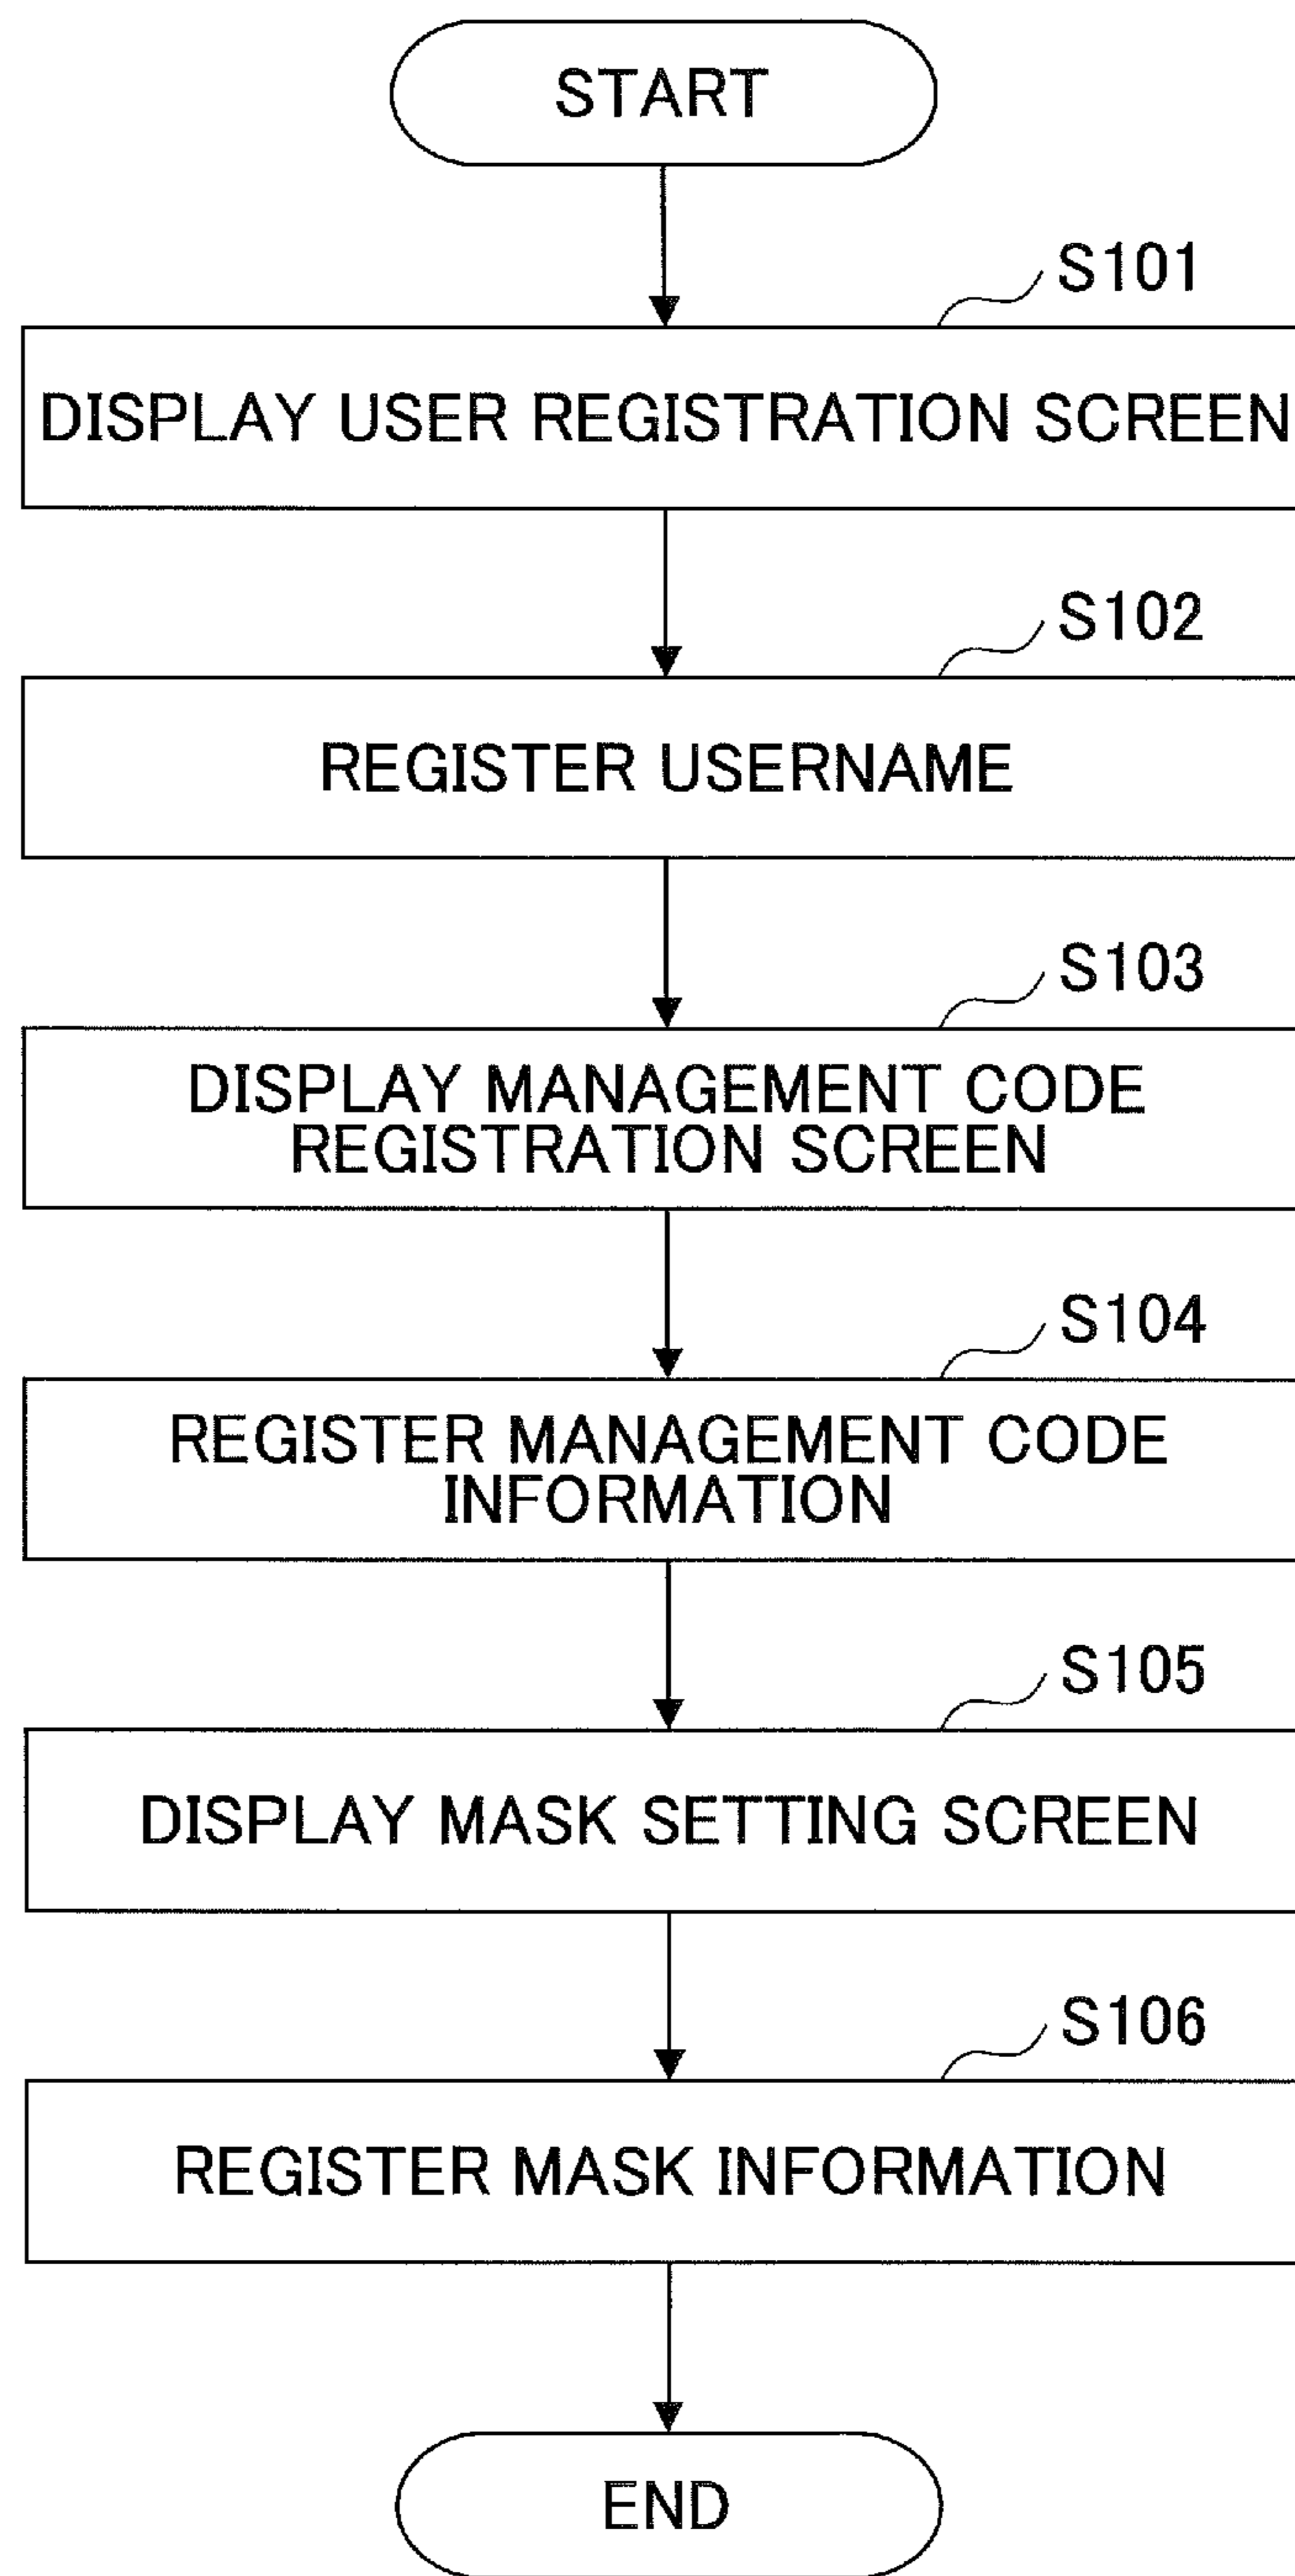 START
S101
DISPLAY USER REGISTRATION SCREEN
S102
REGISTER USERNAME
S103
DISPLAY MANAGEMENT CODE
REGISTRATION SCREEN
S104
REGISTER MANAGEMENT CODE
INFORMATION
S105
DISPLAY MASK SETTING SCREEN
S106
REGISTER MASK INFORMATION
END